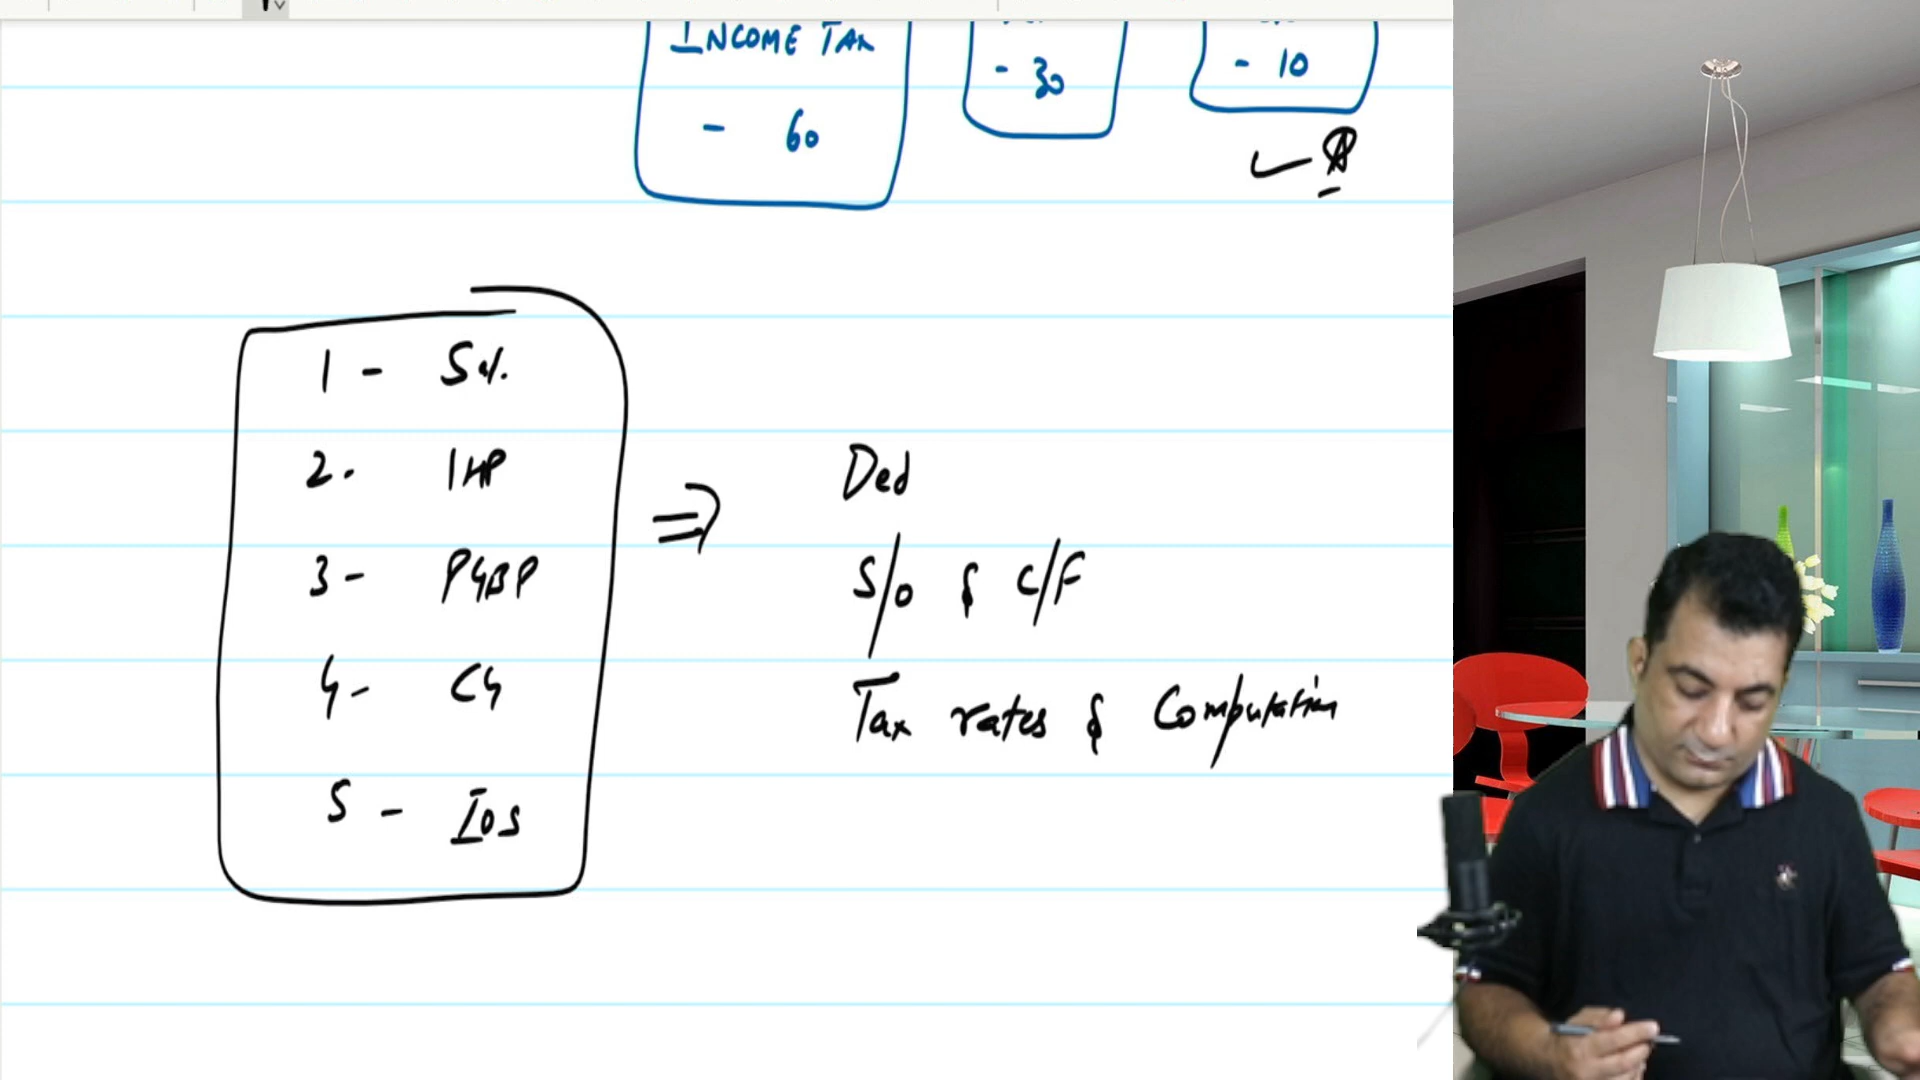 INCOME TAX
- 60
- 30
- 10
1 - Sal.
2. IHP
3 - PGBP
4 - CG
5 - IOS
Ded
S/o & C/F
Tax rates & Computation